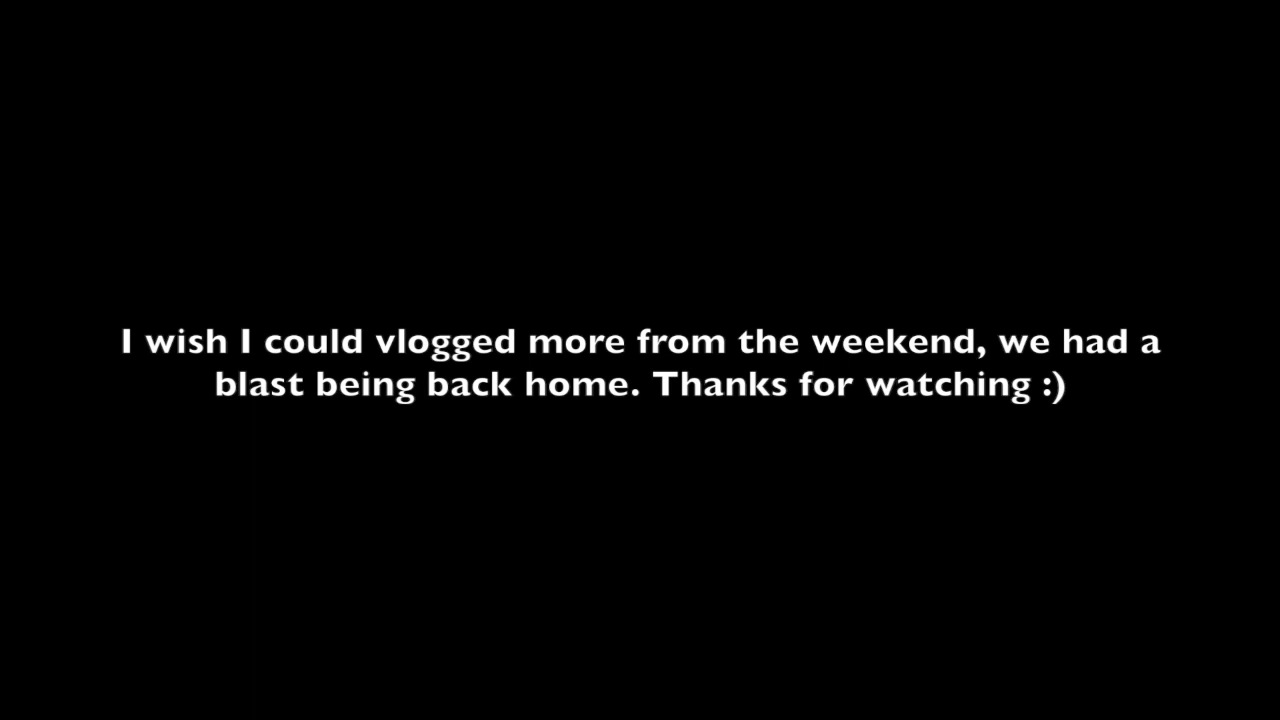 I wish I could vlogged more from the weekend, we had a
blast being back home. Thanks for watching :)